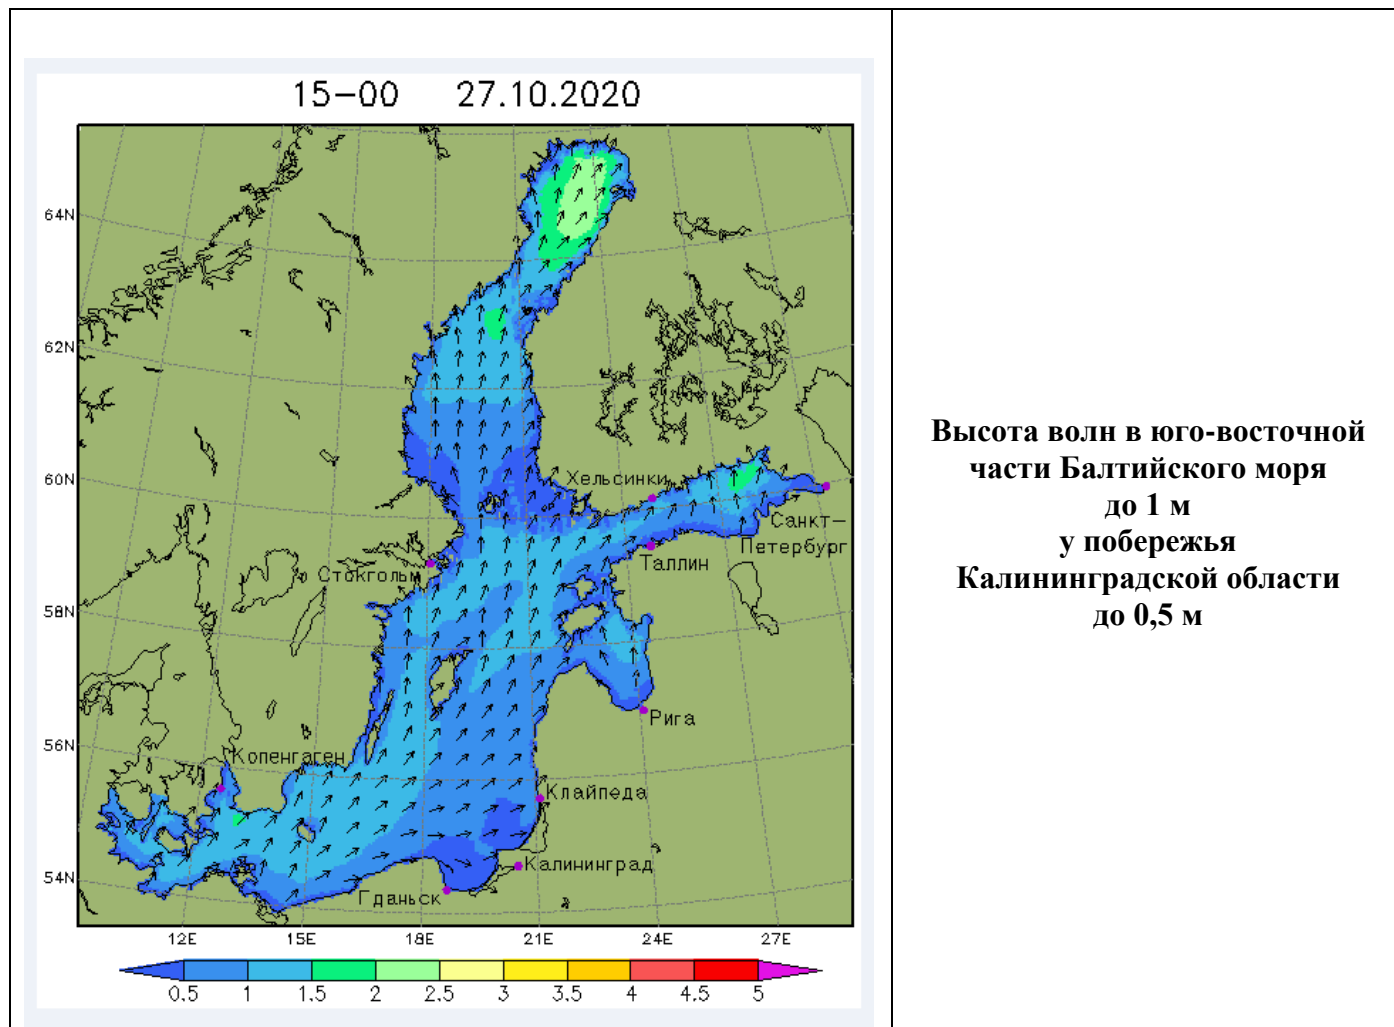 15-00 27.10.2020
64N
62N
60N
58N
56N
54N
Хельсинки
Санкт-
Петербург
Таллин
Стокгольм
Рига
Копенгаген
Клайпеда
Калининград
Гданьск
12E 15E 18E 21E 24E 27E
0.5 1 1.5 2 2.5 3 3.5 4 4.5 5
Высота волн в юго-восточной
части Балтийского моря
до 1 м
у побережья
Калининградской области
до 0,5 м